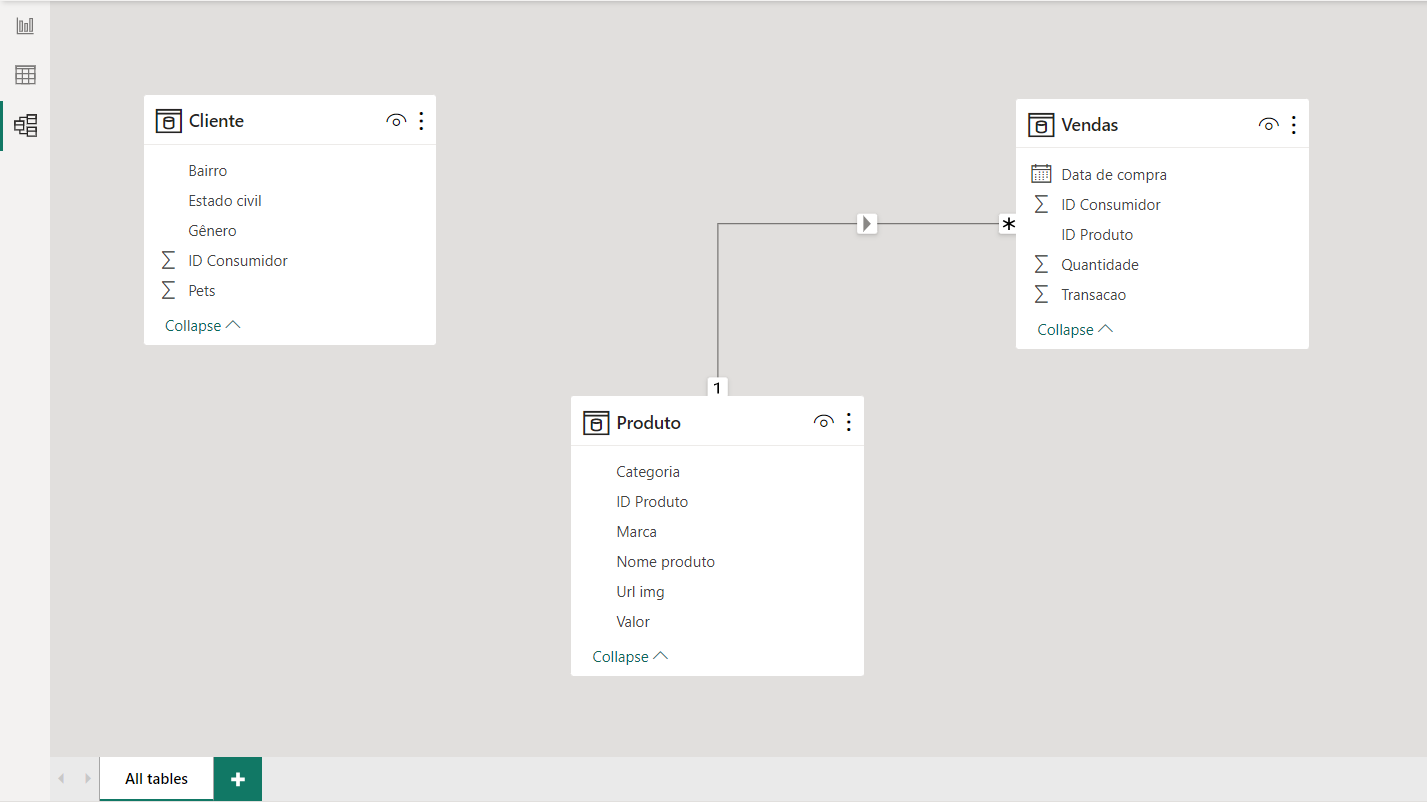 Cliente
Bairro
Estado civil
Gênero
∑ ID Consumidor
∑ Pets
Collapse
Vendas
Data de compra
∑ ID Consumidor
ID Produto
∑ Quantidade
∑ Transacao
Collapse
*
1
Produto
Categoria
ID Produto
Marca
Nome produto
Url img
Valor
Collapse
All tables
+